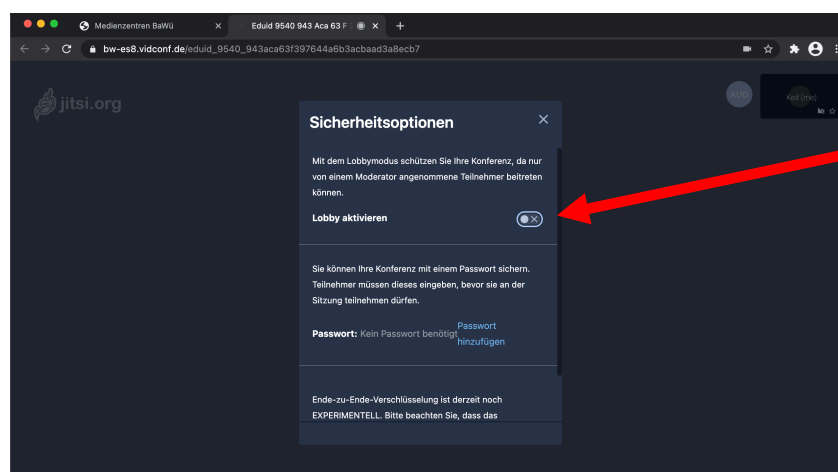 Medienzentren BaWü
Eduid 9540 943 Aca 63 F
bw-es8.vidconf.de/eduid_9540_943aca63f397644a6b3acbaad3a8ecb7
jitsi.org
AUD
Keil (me)
Sicherheitsoptionen
Mit dem Lobbymodus schützen Sie Ihre Konferenz, da nur
von einem Moderator angenommene Teilnehmer beitreten
können.
Lobby aktivieren
Sie können Ihre Konferenz mit einem Passwort sichern.
Teilnehmer müssen dieses eingeben, bevor sie an der
Sitzung teilnehmen dürfen.
Passwort: Kein Passwort benötigt
Passwort
hinzufügen
Ende-zu-Ende-Verschlüsselung ist derzeit noch
EXPERIMENTELL. Bitte beachten Sie, dass das